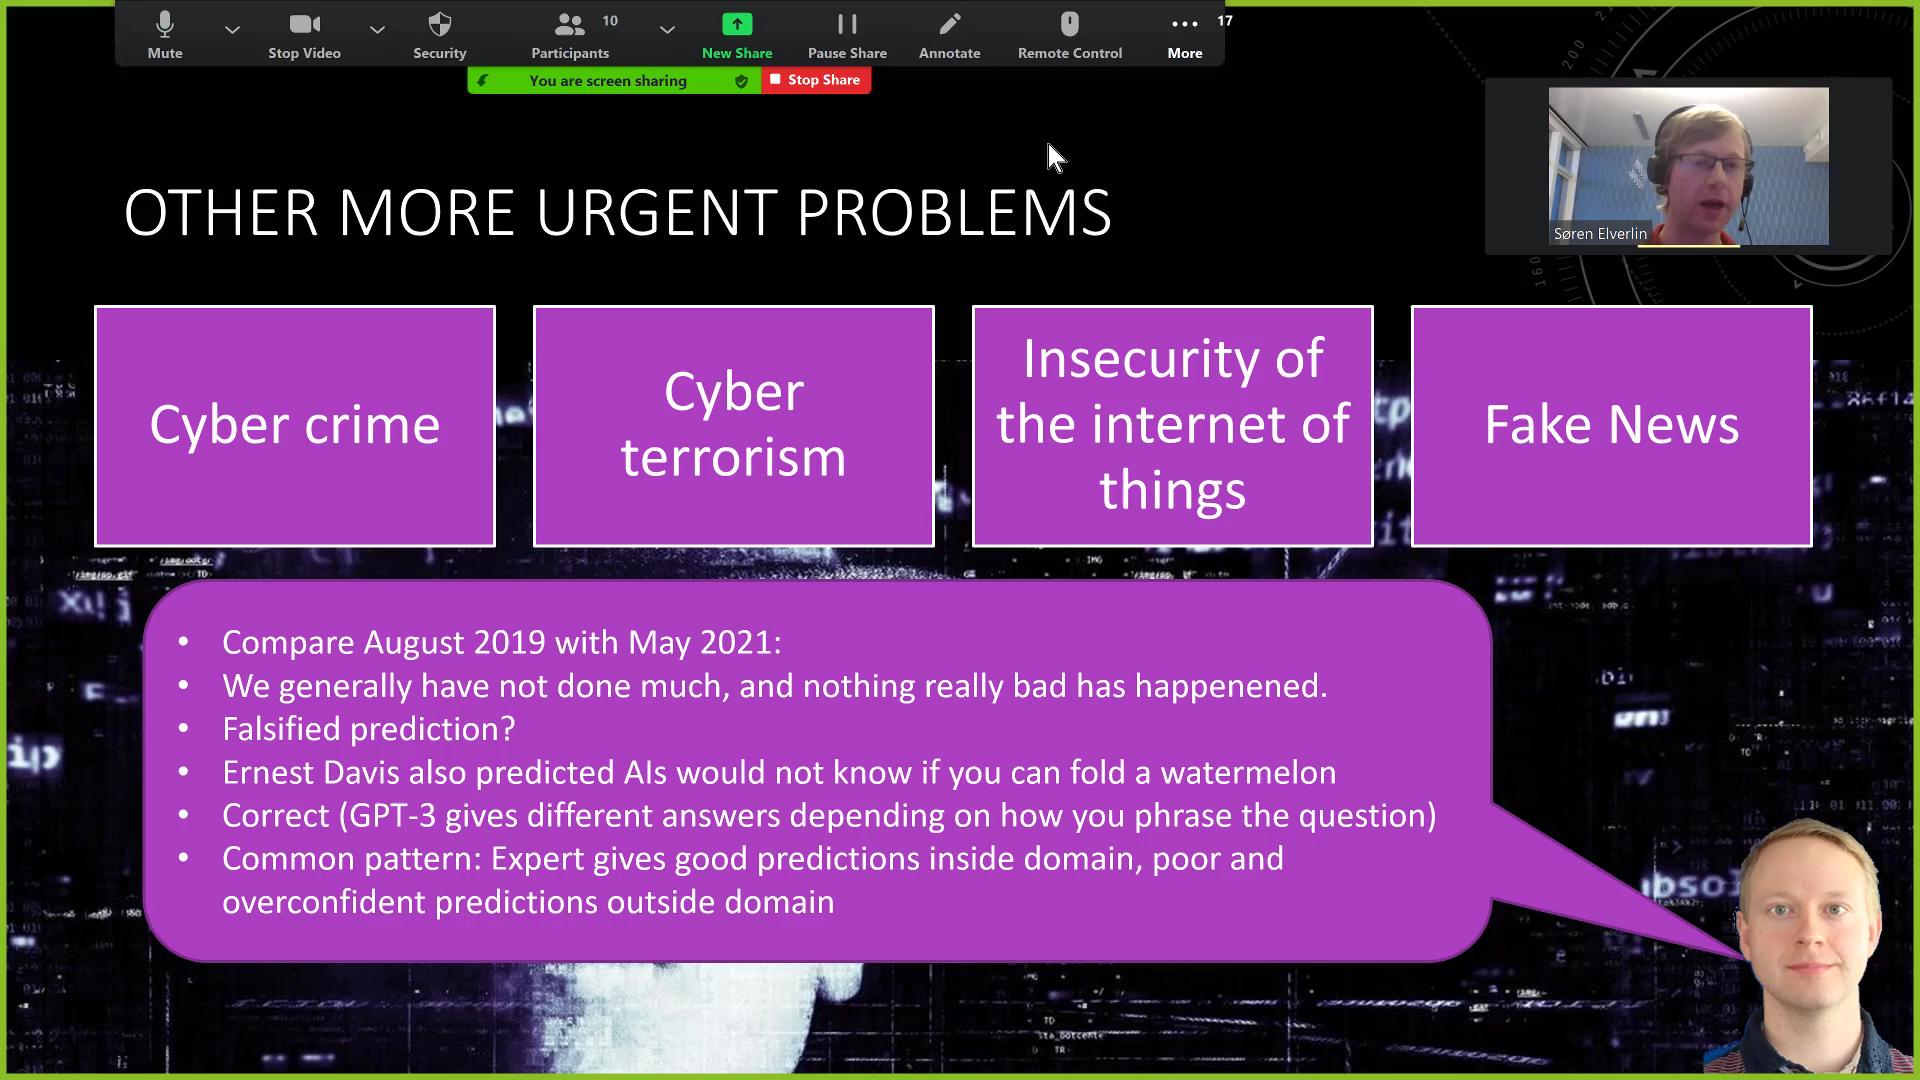 Mute
Stop Video
Security
Participants
10
New Share
Pause Share
Annotate
Remote Control
More
17
You are screen sharing
Stop Share
OTHER MORE URGENT PROBLEMS
Søren Elverlin
200
160
Cyber crime
Cyber
terrorism
Insecurity of
the internet of
things
Fake News
• Compare August 2019 with May 2021:
• We generally have not done much, and nothing really bad has happenened.
• Falsified prediction?
• Ernest Davis also predicted AIs would not know if you can fold a watermelon
• Correct (GPT-3 gives different answers depending on how you phrase the question)
• Common pattern: Expert gives good predictions inside domain, poor and
overconfident predictions outside domain